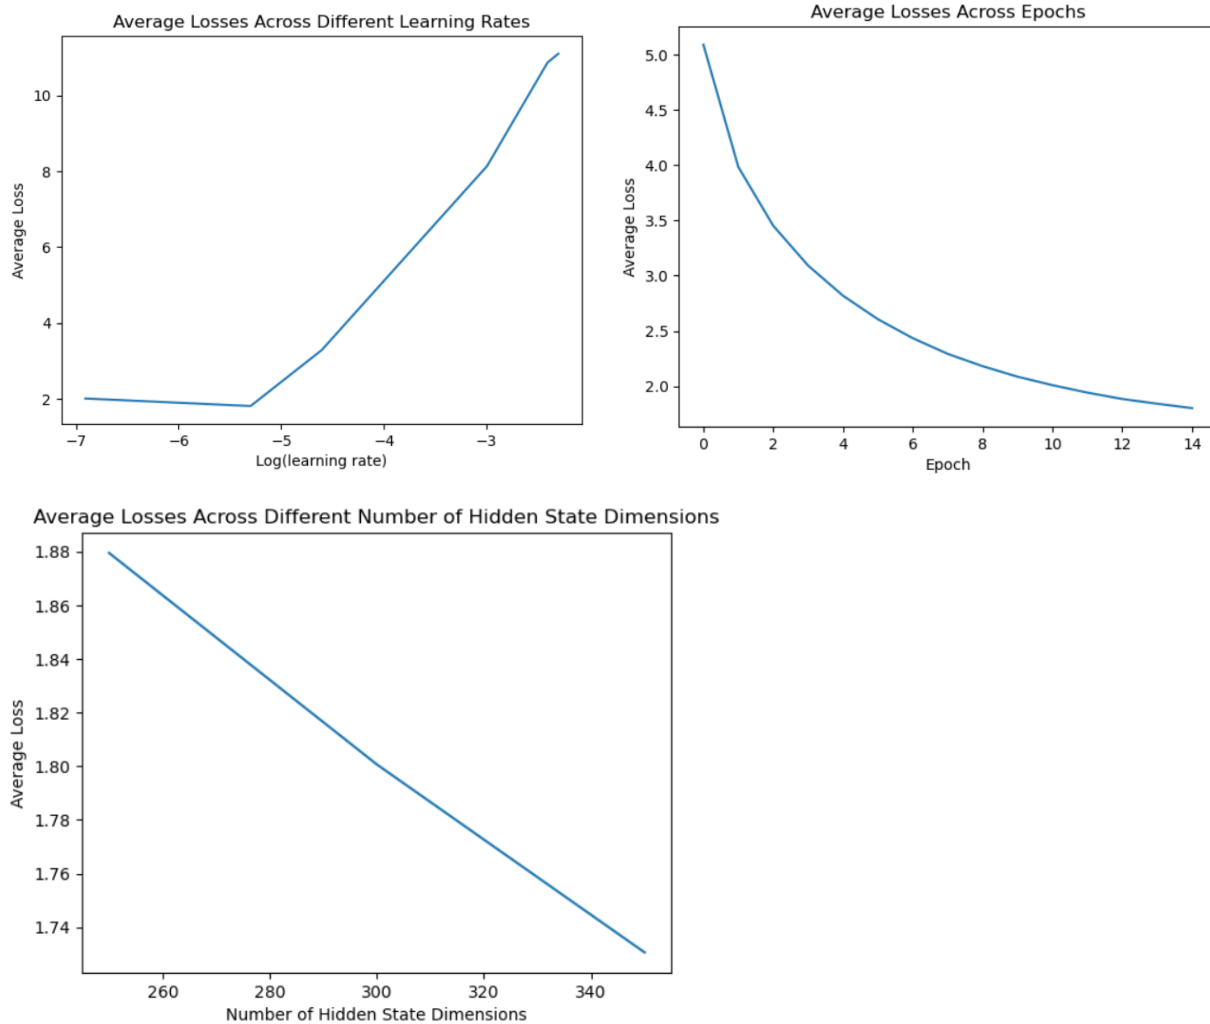 Average Losses Across Different Learning Rates
10
8
6
4
2
Average Loss
−7 −6 −5 −4 −3
Log(learning rate)
Average Losses Across Epochs
5.0
4.5
4.0
3.5
3.0
2.5
2.0
Average Loss
0 2 4 6 8 10 12 14
Epoch
Average Losses Across Different Number of Hidden State Dimensions
1.88
1.86
1.84
1.82
1.80
1.78
1.76
1.74
Average Loss
260 280 300 320 340
Number of Hidden State Dimensions